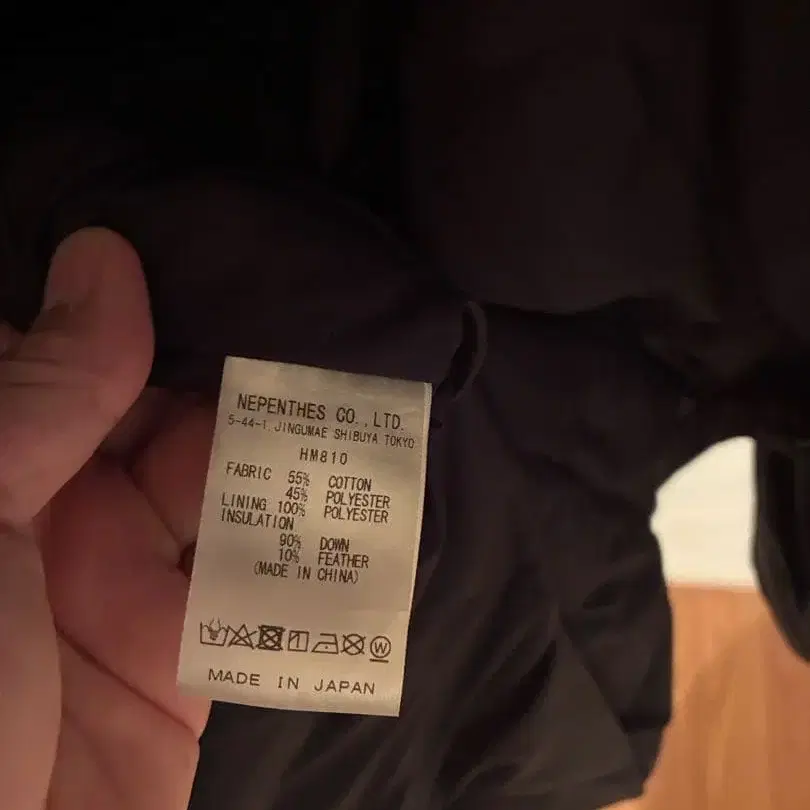 NEPENTHES CO.,LTD.
5-44-1, JINGUMAE SHIBUYA TOKYO
HM810
FABRIC 55% COTTON
45% POLYESTER
LINING 100% POLYESTER
INSULATION
90% DOWN
10% FEATHER
(MADE IN CHINA)
W
MADE IN JAPAN